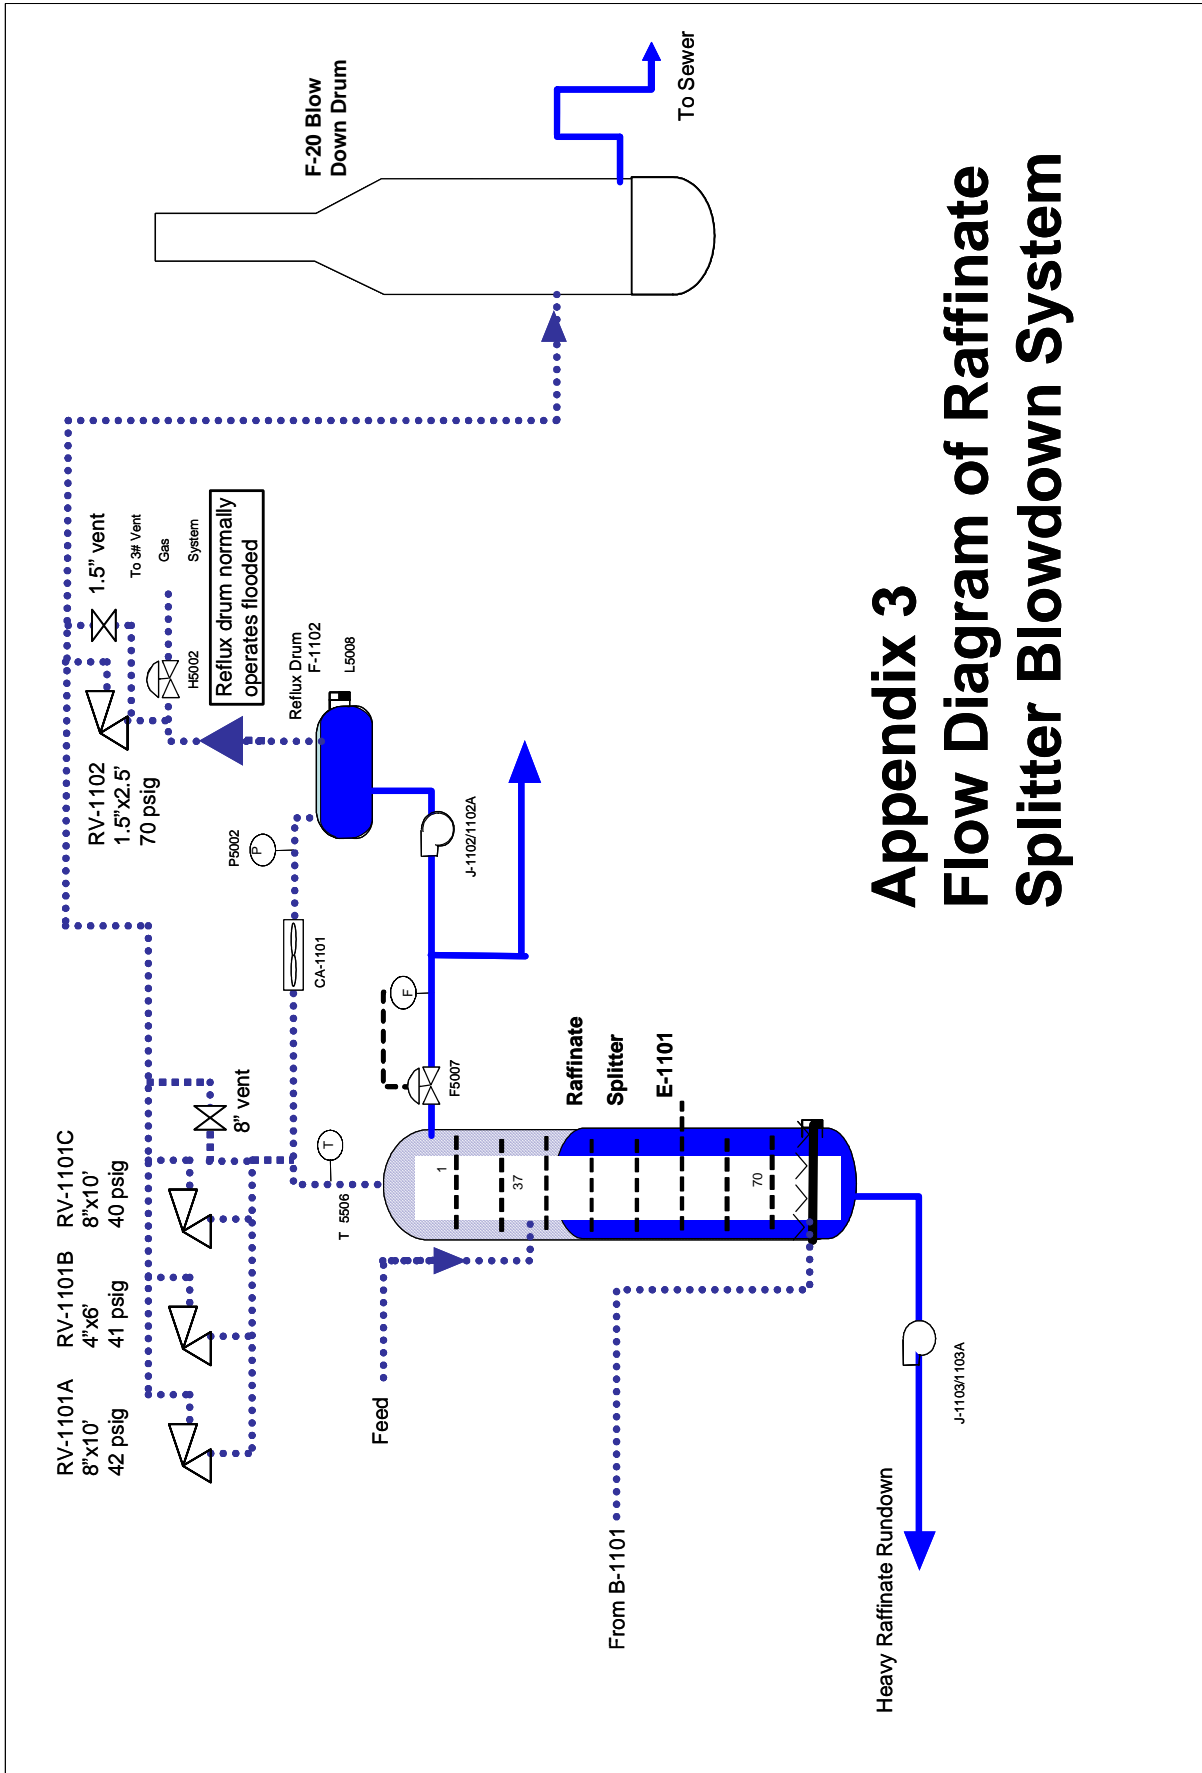 RV-1101A
8”x10’
42 psig
RV-1101B
4”x6’
41 psig
RV-1101C
8”x10’
40 psig
8” vent
RV-1102
1.5”x2.5’
70 psig
1.5” vent
To 3# Vent
Gas
System
H5002
Reflux drum normally
operates flooded
F-20 Blow
Down Drum
To Sewer
P5002
P
CA-1101
Reflux Drum
F-1102
L5008
T
T 5506
J-1102/1102A
F
F5007
Feed
1
37
70
Raffinate
Splitter
E-1101
From B-1101
J-1103/1103A
Heavy Raffinate Rundown
Appendix 3
Flow Diagram of Raffinate
Splitter Blowdown System